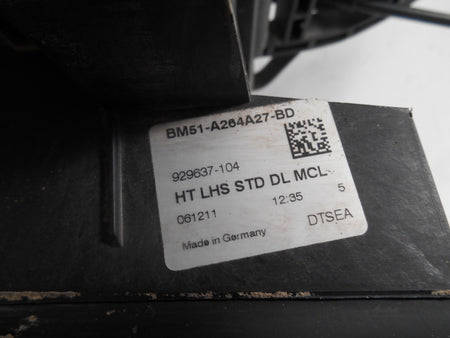 BM51-A264A27-BD
929637-104
HT LHS STD DL MCL
061211 12:35 5
DTSEA
Made in Germany